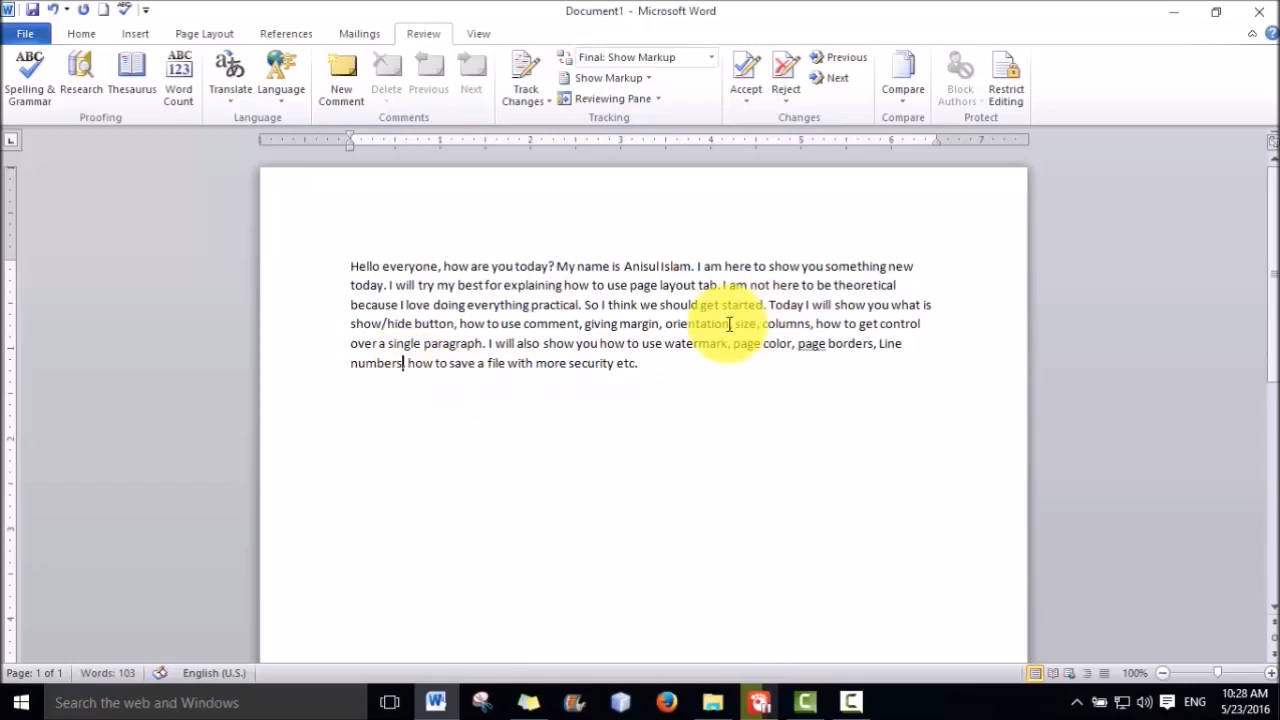 Document1 - Microsoft Word
File Home Insert Page Layout References Mailings Review View
Spelling & Grammar
Research
Thesaurus
ABC 123 Word Count
Translate
Language
New Comment
Delete
Previous
Next
Track Changes
Final: Show Markup
Show Markup
Reviewing Pane
Accept
Reject
Previous
Next
Compare
Block Authors
Restrict Editing
Proofing Language Comments Tracking Changes Compare Protect
1 2 3 4 5 6 7
Hello everyone, how are you today? My name is Anisul Islam. I am here to show you something new
today. I will try my best for explaining how to use page layout tab. I am not here to be theoretical
because I love doing everything practical. So I think we should get started. Today I will show you what is
show/hide button, how to use comment, giving margin, orientation, size, columns, how to get control
over a single paragraph. I will also show you how to use watermark, page color, page borders, Line
numbers, how to save a file with more security etc.
Page: 1 of 1 Words: 103 English (U.S.) 100%
Search the web and Windows
ENG
10:28 AM
5/23/2016